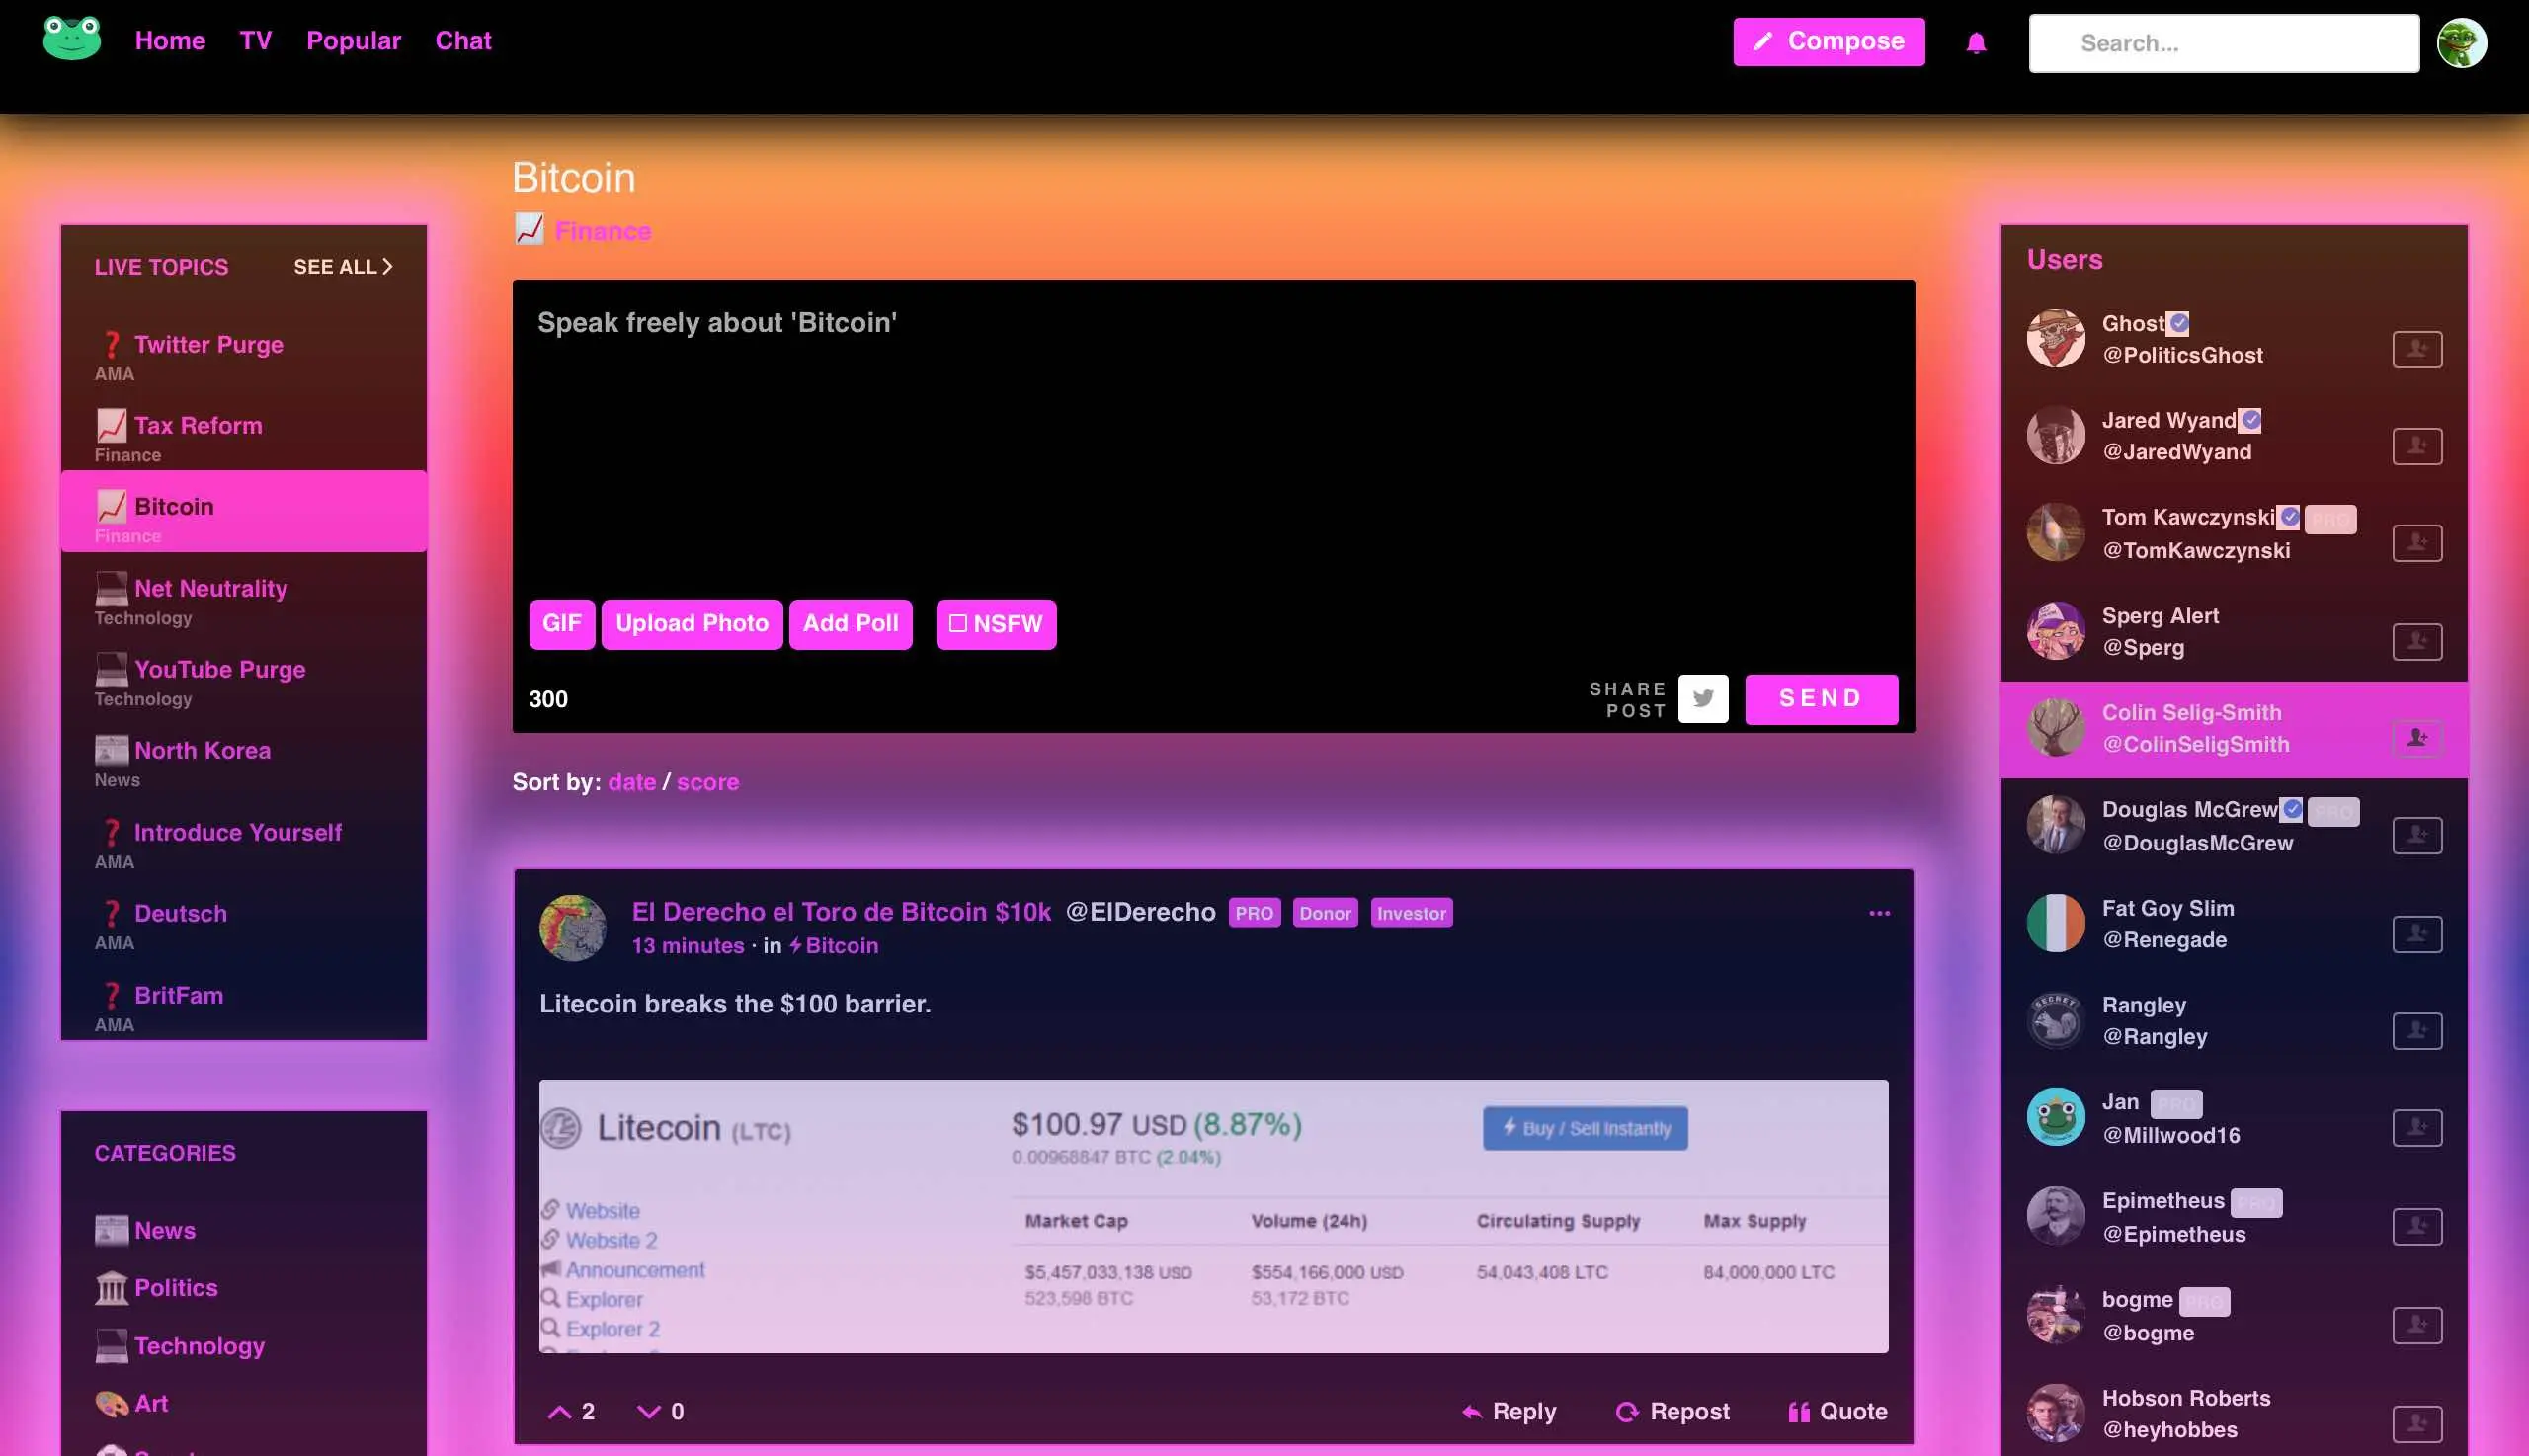 Home TV Popular Chat
Compose
Search...
Bitcoin
Finance
LIVE TOPICS SEE ALL
Twitter Purge
AMA
Tax Reform
Finance
Bitcoin
Finance
Net Neutrality
Technology
YouTube Purge
Technology
North Korea
News
Introduce Yourself
AMA
Deutsch
AMA
BritFam
AMA
CATEGORIES
News
Politics
Technology
Art
Speak freely about 'Bitcoin'
GIF Upload Photo Add Poll NSFW
300
SHARE
POST
SEND
Sort by: date / score
El Derecho el Toro de Bitcoin $10k @ElDerecho PRO Donor Investor
13 minutes · in Bitcoin
Litecoin breaks the $100 barrier.
Litecoin (LTC)
$100.97 USD (8.87%)
0.00968847 BTC (2.04%)
Buy / Sell Instantly
Website
Website 2
Announcement
Explorer
Explorer 2
Market Cap Volume (24h) Circulating Supply Max Supply
$5,457,033,138 USD $554,166,000 USD 54,043,408 LTC 84,000,000 LTC
523,598 BTC 53,172 BTC
2 0 Reply Repost Quote
Users
Ghost
@PoliticsGhost
Jared Wyand
@JaredWyand
Tom Kawczynski PRO
@TomKawczynski
Sperg Alert
@Sperg
Colin Selig-Smith
@ColinSeligSmith
Douglas McGrew PRO
@DouglasMcGrew
Fat Goy Slim
@Renegade
SECRET
Rangley
@Rangley
Jan PRO
@Millwood16
Epimetheus PRO
@Epimetheus
bogme PRO
@bogme
Hobson Roberts
@heyhobbes